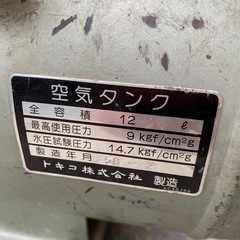 空気タンク
全容積 12 ℓ
最高使用圧力 9 kgf/cm²g
水圧試験圧力 14.7 kgf/cm²g
製造年月
トキコ株式会社 製造